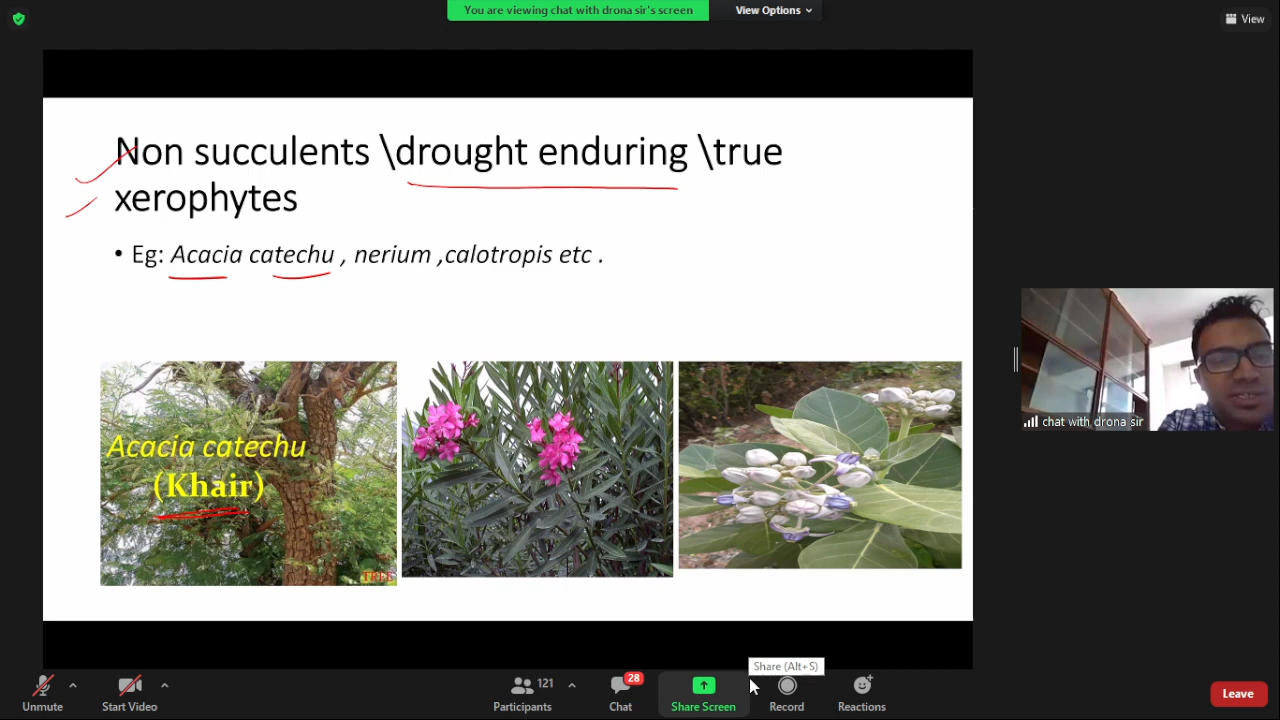 You are viewing chat with drona sir's screen
View Options
View
Non succulents \drought enduring \true
xerophytes
• Eg: Acacia catechu , nerium ,calotropis etc .
Acacia catechu
(Khair)
TREE
chat with drona sir
Share (Alt+S)
121
28
Unmute
Start Video
Participants
Chat
Share Screen
Record
Reactions
Leave